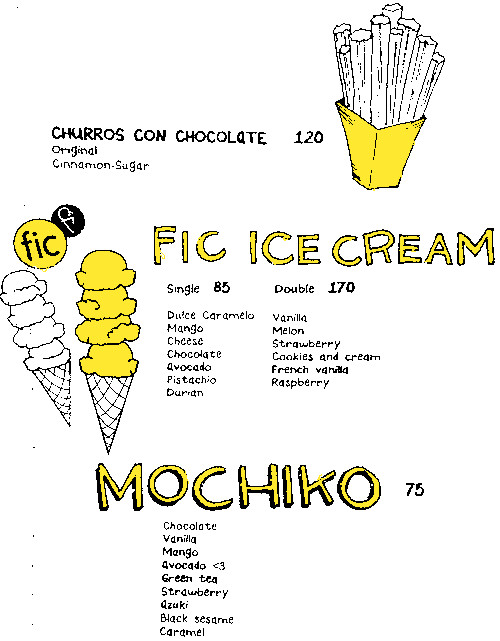 CHURROS CON CHOCOLATE 120
Original
Cinnamon-Sugar
fic
FIC ICE CREAM
Single 85 Double 170
Dulce Caramelo
Mango
Cheese
Chocolate
Avocado
Pistachio
Durian
Vanilla
Melon
Strawberry
Cookies and cream
French vanilla
Raspberry
MOCHIKO 75
Chocolate
Vanilla
Mango
Avocado <3
Green tea
Strawberry
Azuki
Black sesame
Caramel